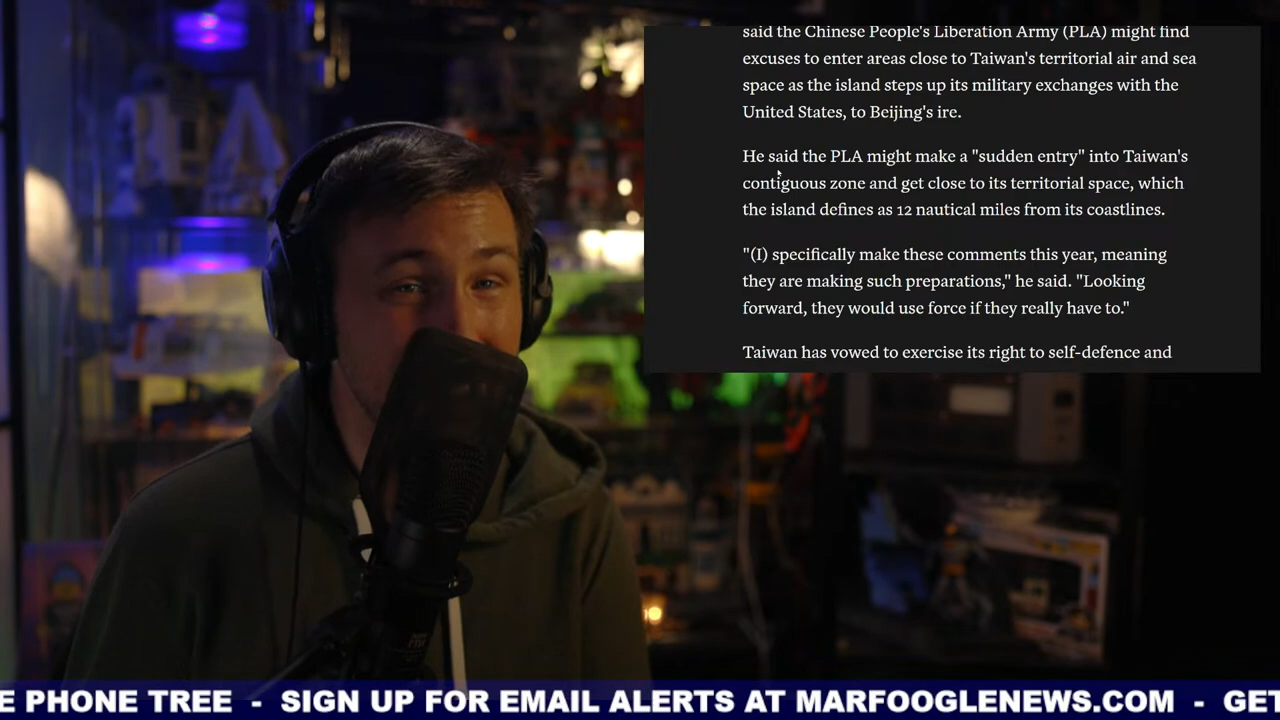 said the Chinese People's Liberation Army (PLA) might find
excuses to enter areas close to Taiwan's territorial air and sea
space as the island steps up its military exchanges with the
United States, to Beijing's ire.
He said the PLA might make a "sudden entry" into Taiwan's
contiguous zone and get close to its territorial space, which
the island defines as 12 nautical miles from its coastlines.
"(I) specifically make these comments this year, meaning
they are making such preparations," he said. "Looking
forward, they would use force if they really have to."
Taiwan has vowed to exercise its right to self-defence and
E PHONE TREE - SIGN UP FOR EMAIL ALERTS AT MARFOOGLENEWS.COM - GET